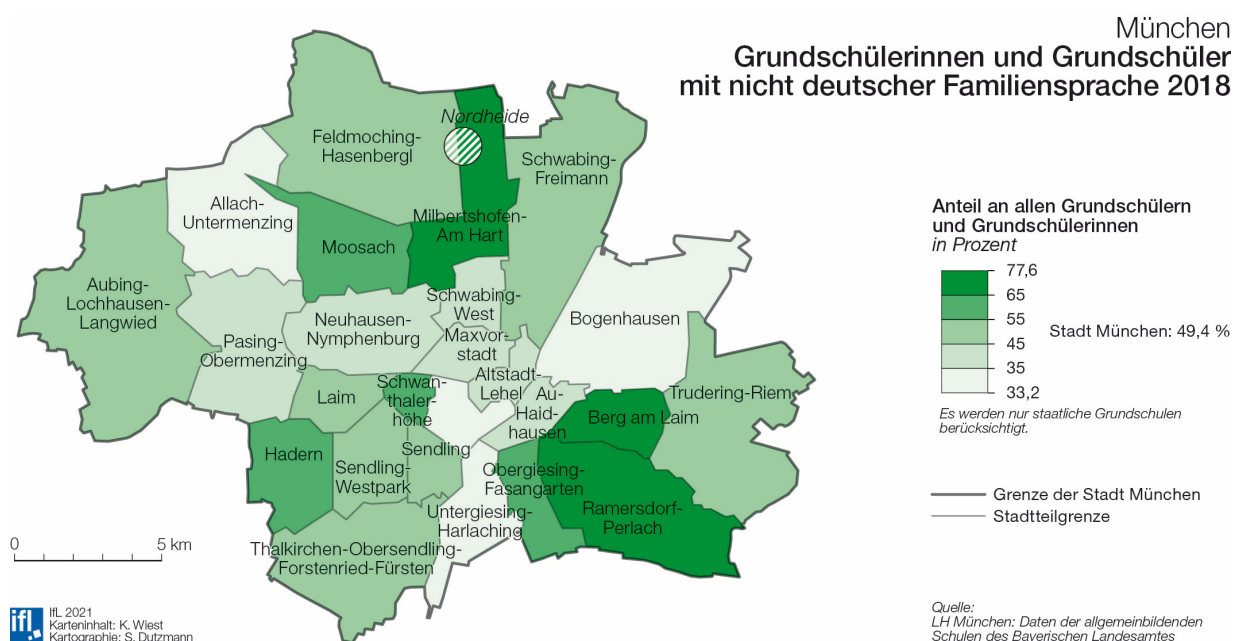 München
Grundschülerinnen und Grundschüler
mit nicht deutscher Familiensprache 2018
Nordheide
Feldmoching-
Hasenbergl
Schwabing-
Freimann
Allach-
Untermenzing
Milbertshofen-
Am Hart
Moosach
Aubing-
Lochhausen-
Langwied
Schwabing-
West
Neuhausen-
Nymphenburg
Bogenhausen
Pasing-
Obermenzing
Maxvor-
stadt
Altstadt-
Lehel
Schwan-
thaler-
höhe
Laim
Au-
Haid-
hausen
Trudering-Riem
Berg am Laim
Hadern
Sendling
Sendling-
Westpark
Obergiesing-
Fasangarten
Ramersdorf-
Perlach
Untergiesing-
Harlaching
Thalkirchen-Obersendling-
Forstenried-Fürsten
Anteil an allen Grundschülern
und Grundschülerinnen
in Prozent
77,6
65
55
45
35
33,2
Stadt München: 49,4 %
Es werden nur staatliche Grundschulen
berücksichtigt.
Grenze der Stadt München
Stadtteilgrenze
0 5 km
ifl
IfL 2021
Karteninhalt: K. Wiest
Kartographie: S. Dutzmann
Quelle:
LH München: Daten der allgemeinbildenden
Schulen des Bayerischen Landesamtes